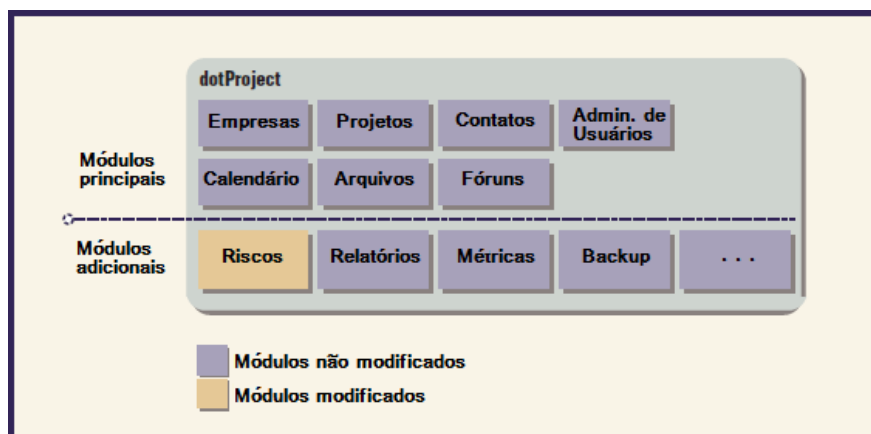 dotProject
Empresas Projetos Contatos Admin. de
Usuários
Módulos
principais
Calendário Arquivos Fóruns
Módulos
adicionais
Riscos Relatórios Métricas Backup . . .
Módulos não modificados
Módulos modificados